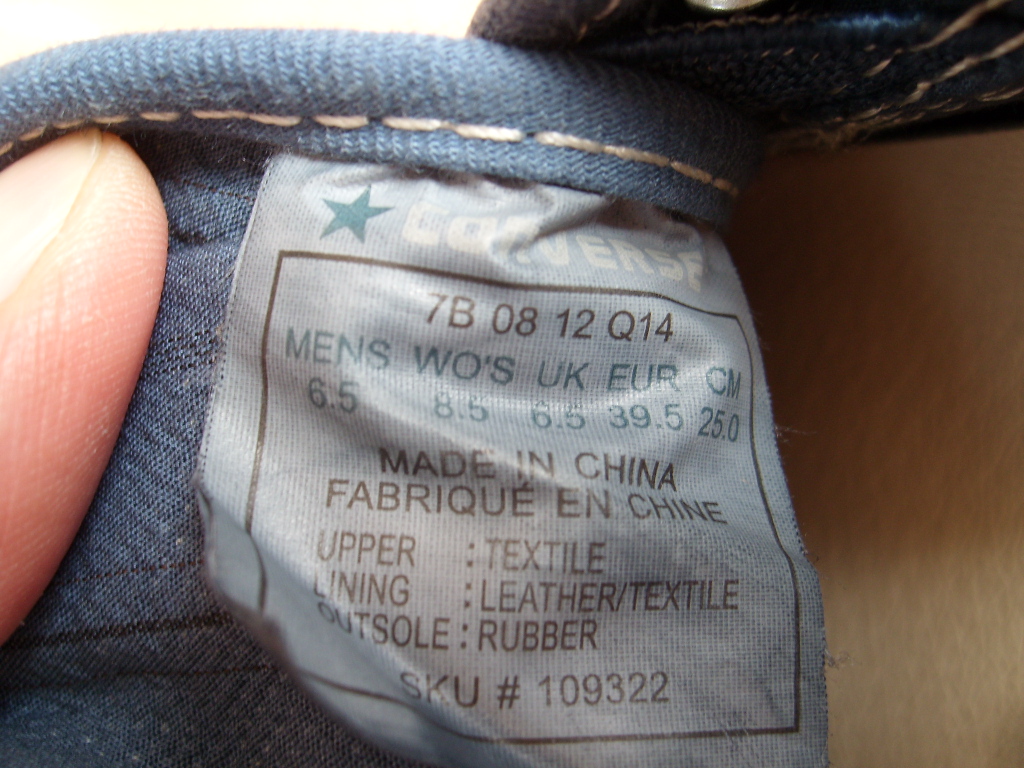 CONVERSE
7B 08 12 Q14
MENS WO'S UK EUR CM
6.5 8.5 6.5 39.5 25.0
MADE IN CHINA
FABRIQUÉ EN CHINE
UPPER : TEXTILE
LINING : LEATHER/TEXTILE
OUTSOLE : RUBBER
SKU # 109322